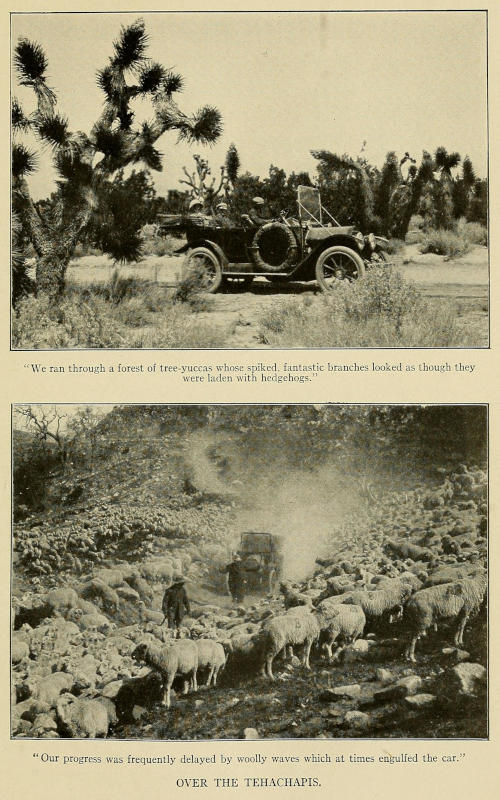 "We ran through a forest of tree-yuccas whose spiked, fantastic branches looked as though they
were laden with hedgehogs."
"Our progress was frequently delayed by woolly waves which at times engulfed the car."
OVER THE TEHACHAPIS.